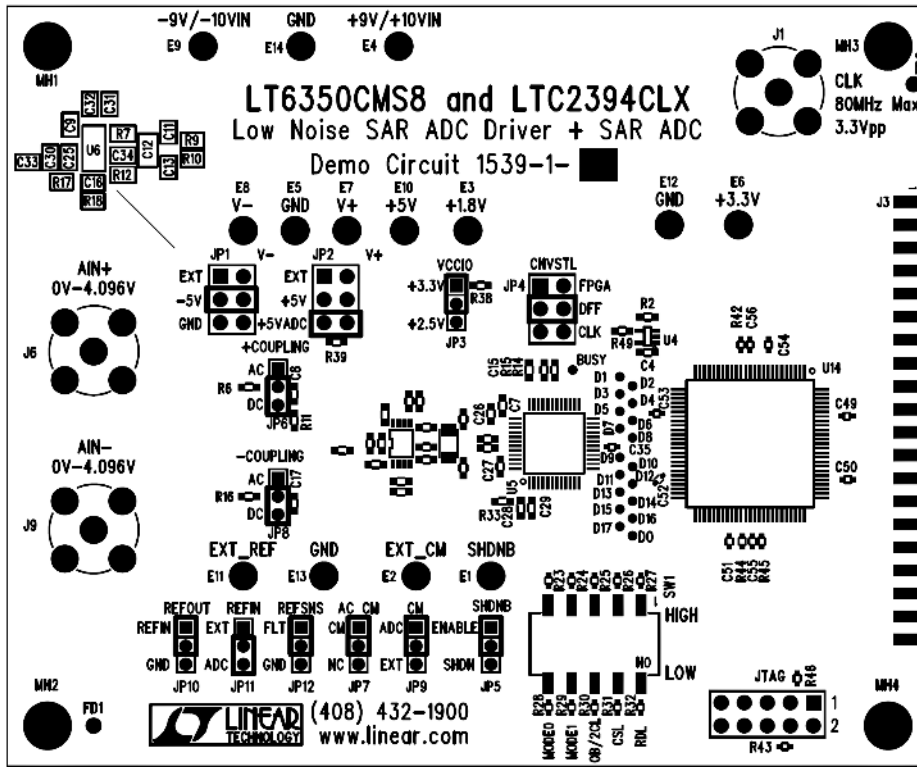 -9V/-10VIN GND +9V/+10VIN
E9 E14 E4
J1
MH1 MH3
CLK
80MHz Max
3.3Vpp
LT6350CMS8 and LTC2394CLX
Low Noise SAR ADC Driver + SAR ADC
Demo Circuit 1539-1-
C32 C31
C9 R7 C11 R9
U6 C12
C33 C30 C25 C34 C13 R10
R17 C16 R12
R18
E8 E5 E7 E10 E3 E12 E6
V- GND V+ +5V +1.8V GND +3.3V
J3
JP1 V- JP2 V+ VCCIO CNVSTL
EXT EXT +3.3V R38 JP4 FPGA
-5V +5V DFF
GND +5VADC +2.5V CLK
R39 JP3
AIN+
0V-4.096V
J6
+COUPLING
AC C8
R6
DC
JP6 R11
R2
R49 U4
C4
R42 C56 C54
U14
C15 R15 R14 BUSY
C26 C7
D1 D2
D3 D4
D5 D6
D7 D8
D9 D10
D11 D12
D13 D14
D15 D16
D17 D0
C53 C35 C52
C49
C50
C27 U5
R33 C28 C29
C51 R44 C55 R45
AIN-
0V-4.096V
J9
-COUPLING
AC C17
R16
DC
JP8
EXT_REF GND EXT_CM SHDNB
E11 E13 E2 E1
REFOUT REFIN REFSNS AC_CM CM SHDNB
REFIN EXT FLT CM ADC ENABLE
GND ADC GND NC EXT SHDN
JP10 JP11 JP12 JP7 JP9 JP5
R23 R24 R25 R26 R27 SW1
HIGH
NO
LOW
R28 R29 R30 R31 R32
MODE0 MODE1 OB/2CL CSL RDL
JTAG R46
1
2
R43
MH2 FD1 MH4
LINEAR
TECHNOLOGY
(408) 432-1900
www.linear.com